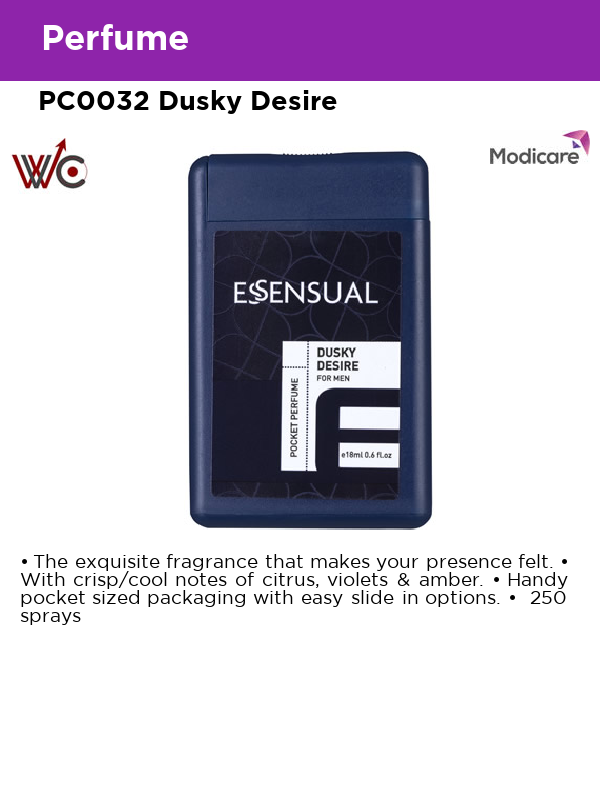 Perfume
PC0032 Dusky Desire
WC
Modicare
ESSENSUAL
DUSKY
DESIRE
FOR MEN
POCKET PERFUME
e18ml 0.6 fl.oz
• The exquisite fragrance that makes your presence felt. •
With crisp/cool notes of citrus, violets & amber. • Handy
pocket sized packaging with easy slide in options. • 250
sprays